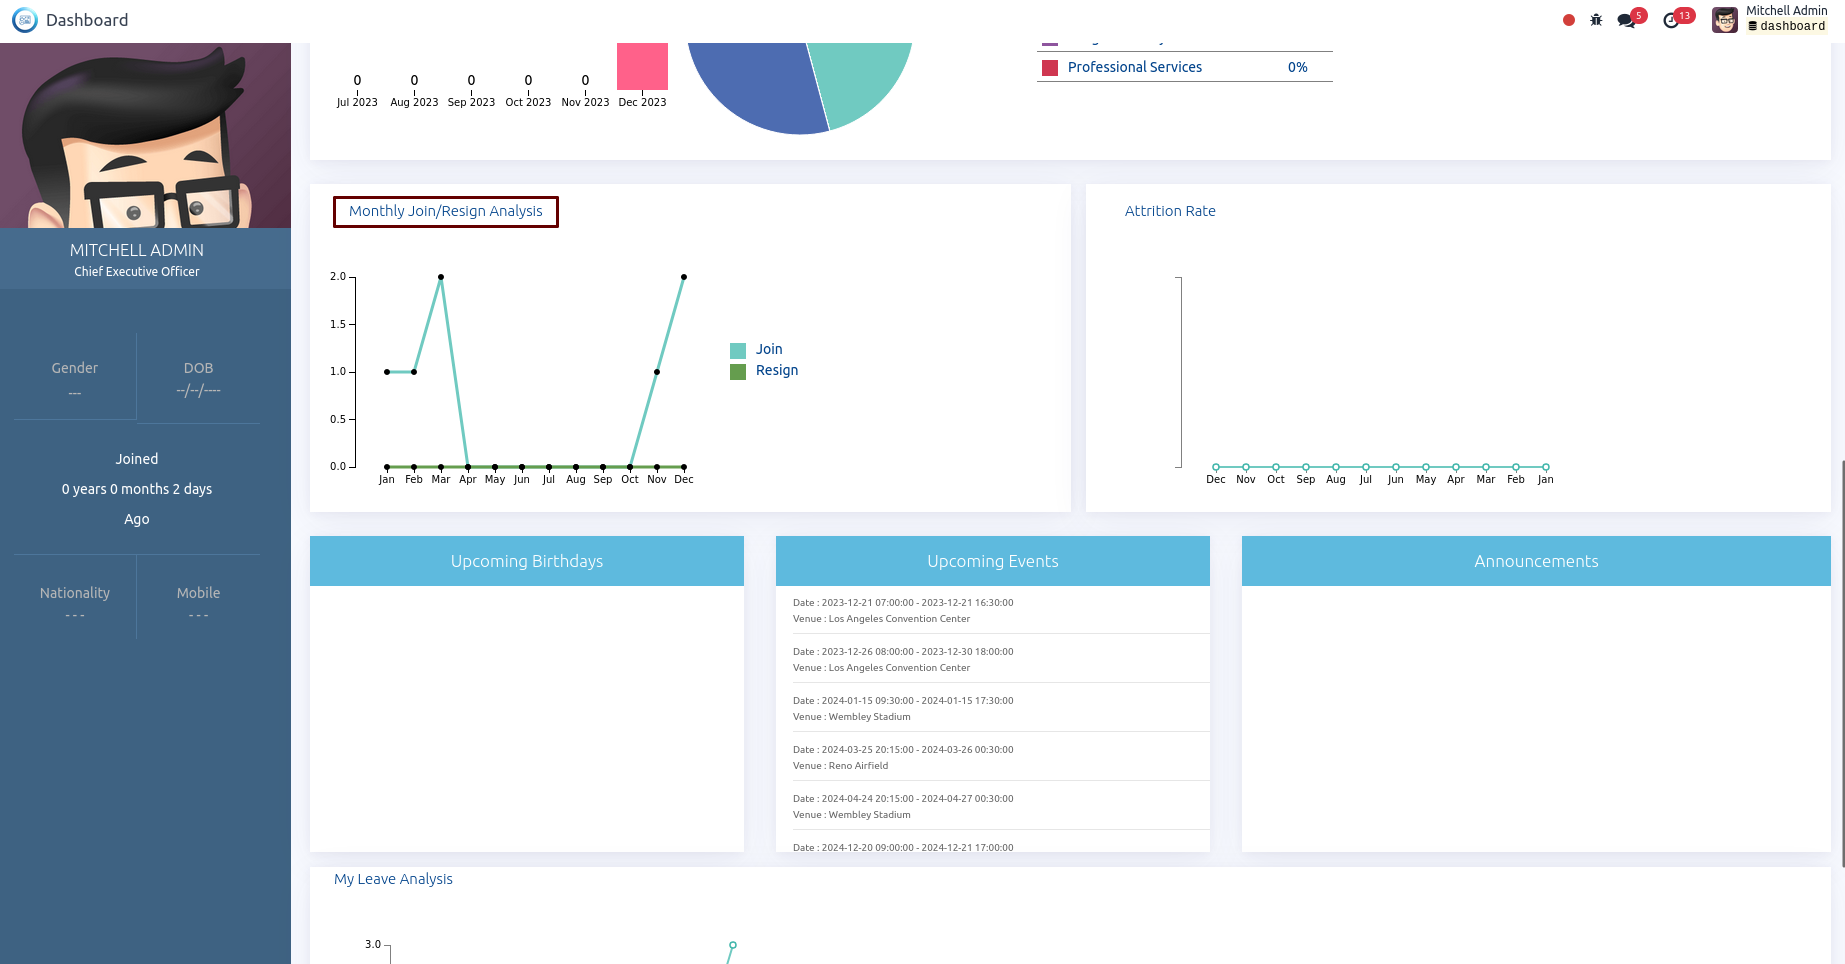 Dashboard
5
13
Mitchell Admin
dashboard
MITCHELL ADMIN
Chief Executive Officer
Gender
---
DOB
--/--/----
Joined
0 years 0 months 2 days
Ago
Nationality
- - -
Mobile
- - -
0 0 0 0 0
Jul 2023 Aug 2023 Sep 2023 Oct 2023 Nov 2023 Dec 2023
Professional Services 0%
Monthly Join/Resign Analysis
2.0
1.5
1.0
0.5
0.0
Jan Feb Mar Apr May Jun Jul Aug Sep Oct Nov Dec
Join
Resign
Attrition Rate
Dec Nov Oct Sep Aug Jul Jun May Apr Mar Feb Jan
Upcoming Birthdays
Upcoming Events
Date : 2023-12-21 07:00:00 - 2023-12-21 16:30:00
Venue : Los Angeles Convention Center
Date : 2023-12-26 08:00:00 - 2023-12-30 18:00:00
Venue : Los Angeles Convention Center
Date : 2024-01-15 09:30:00 - 2024-01-15 17:30:00
Venue : Wembley Stadium
Date : 2024-03-25 20:15:00 - 2024-03-26 00:30:00
Venue : Reno Airfield
Date : 2024-04-24 20:15:00 - 2024-04-27 00:30:00
Venue : Wembley Stadium
Date : 2024-12-20 09:00:00 - 2024-12-21 17:00:00
Announcements
My Leave Analysis
3.0